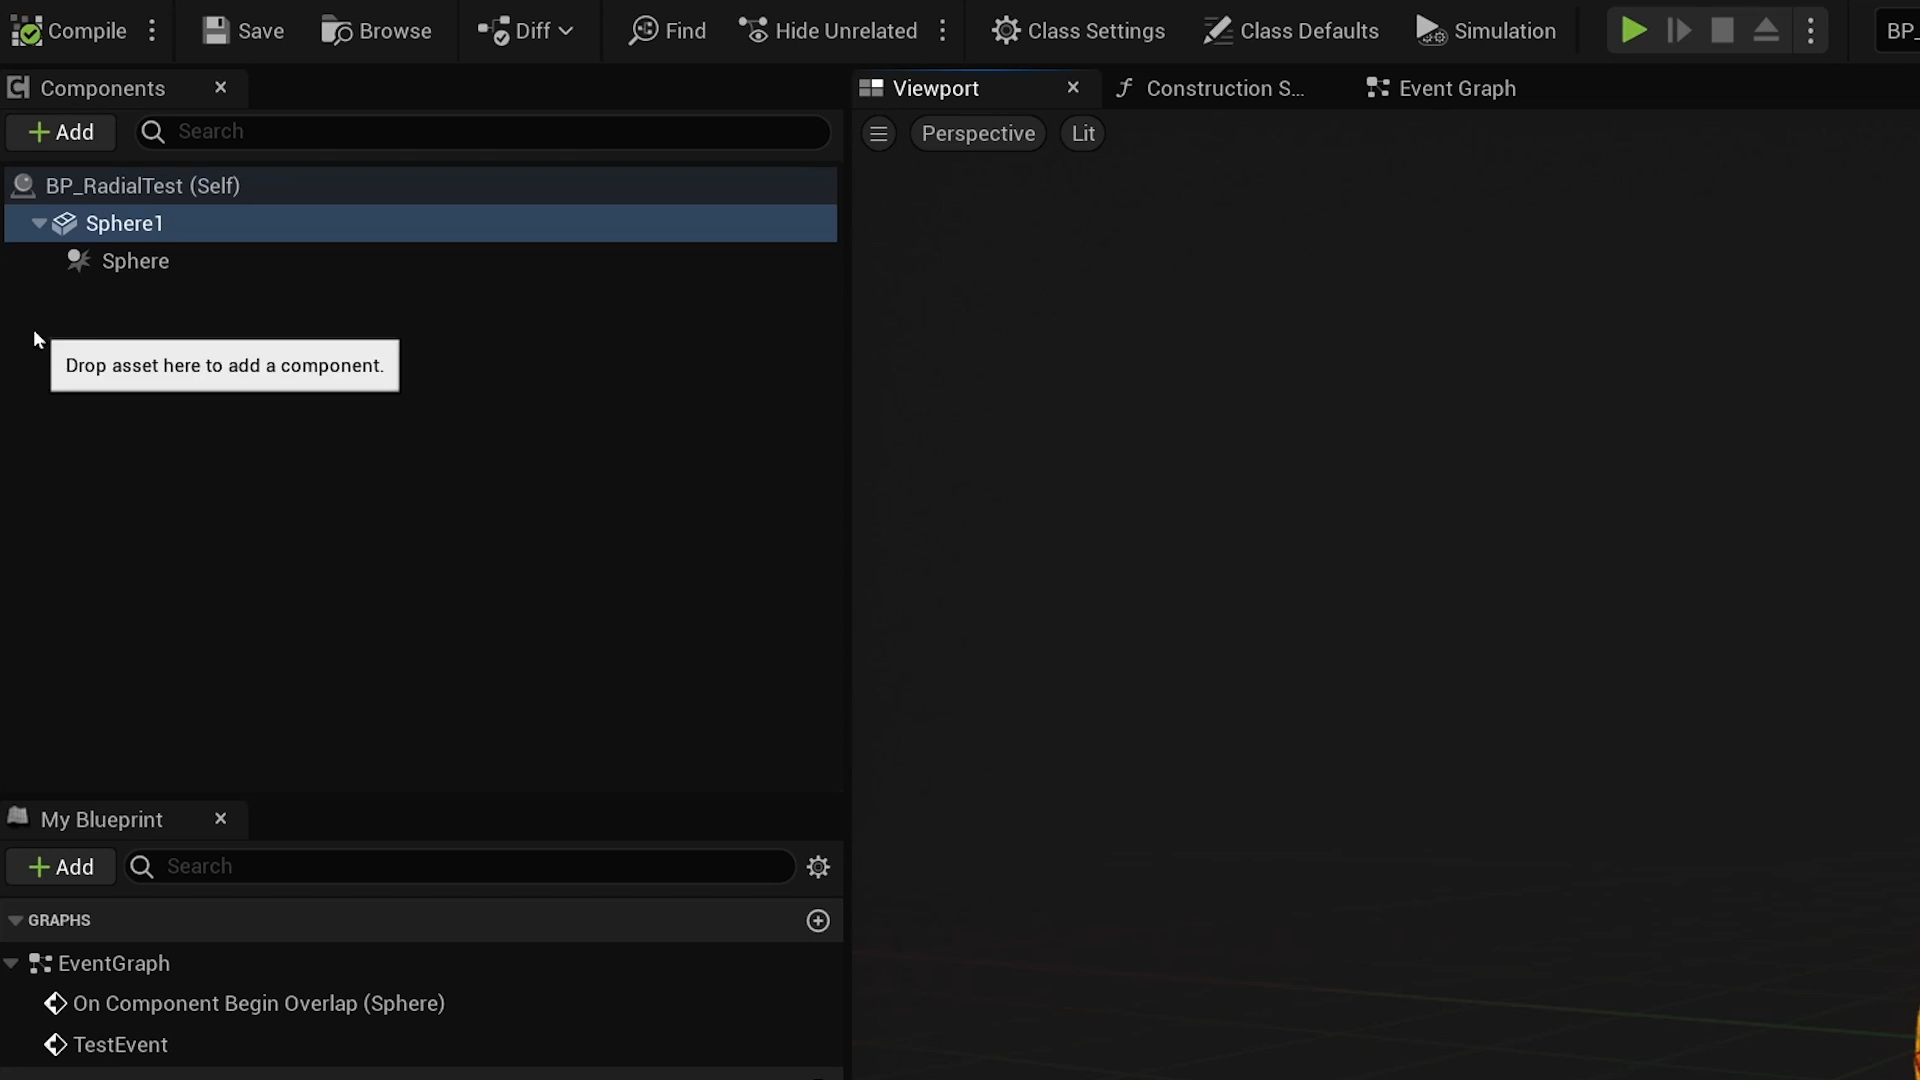 Compile
Save
Browse
Diff
Find
Hide Unrelated
Class Settings
Class Defaults
Simulation
BP_
Components
Viewport
Construction S...
Event Graph
Add
Search
Perspective
Lit
BP_RadialTest (Self)
Sphere1
Sphere
Drop asset here to add a component.
My Blueprint
Add
Search
GRAPHS
EventGraph
On Component Begin Overlap (Sphere)
TestEvent